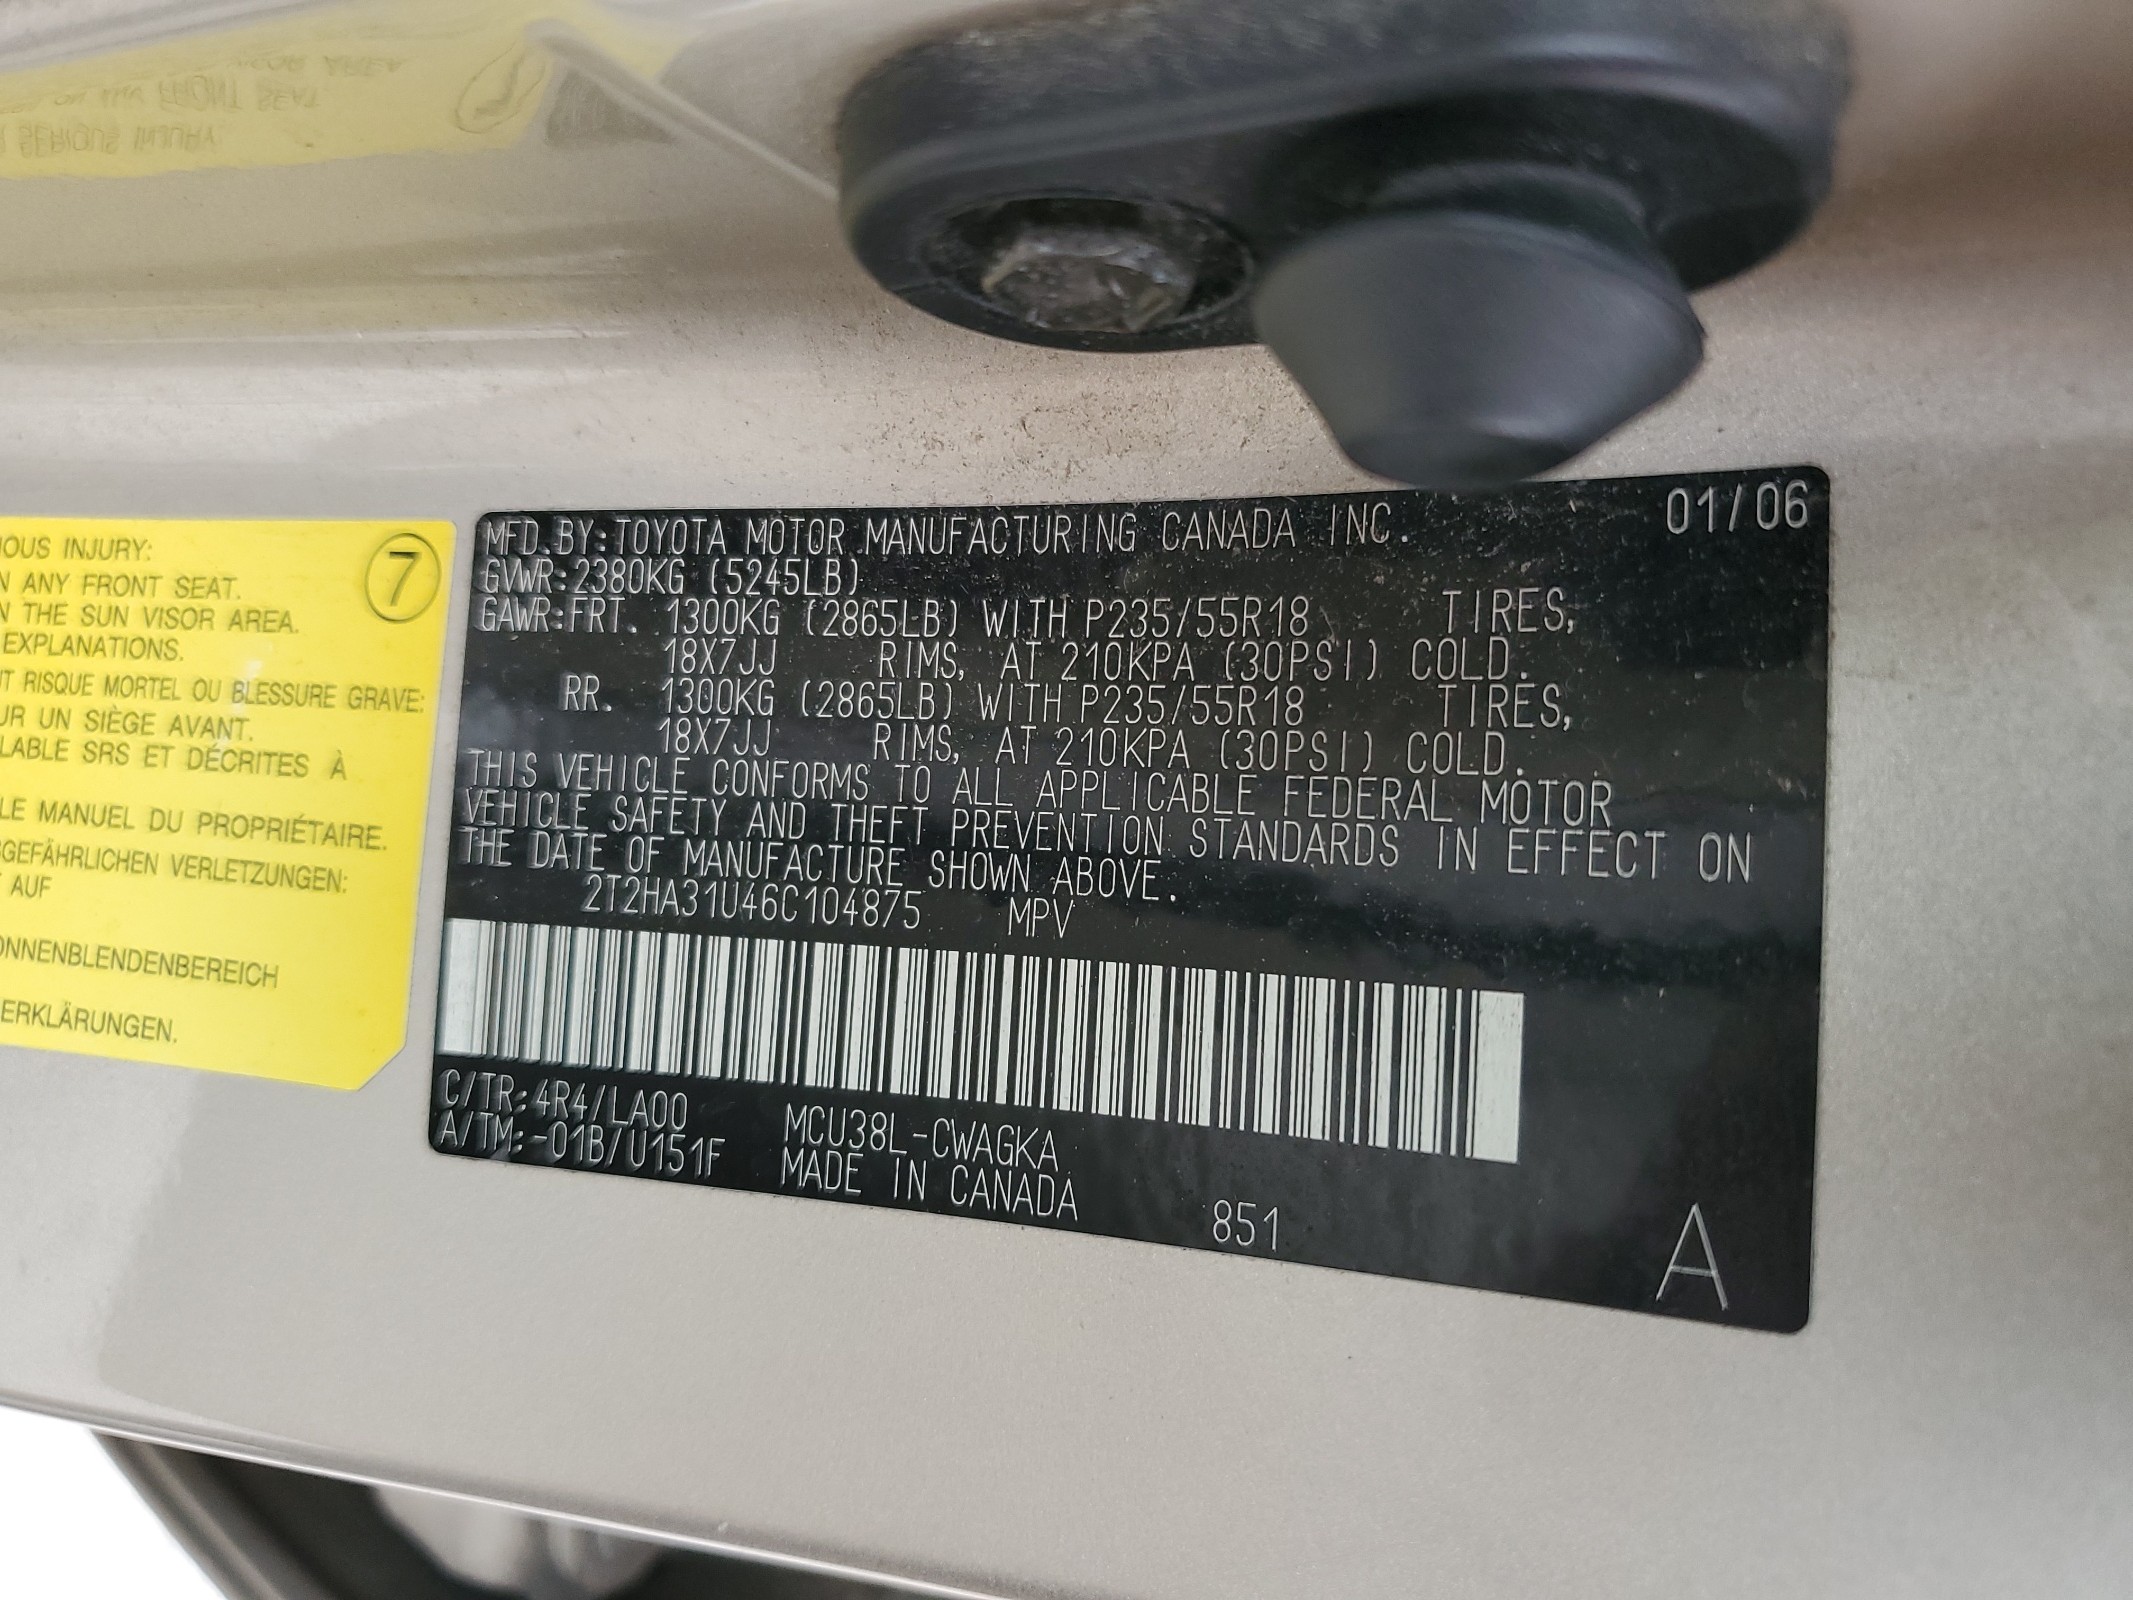 IOUS INJURY:
N ANY FRONT SEAT.
N THE SUN VISOR AREA.
EXPLANATIONS.
T RISQUE MORTEL OU BLESSURE GRAVE:
UR UN SIÈGE AVANT.
LABLE SRS ET DÉCRITES À
LE MANUEL DU PROPRIÉTAIRE.
GEFÄHRLICHEN VERLETZUNGEN:
T AUF
ONNENBLENDENBEREICH
ERKLÄRUNGEN.
7
MFD. BY: TOYOTA MOTOR MANUFACTURING CANADA INC. 01/06
GVWR: 2380KG (5245LB)
GAWR: FRT. 1300KG (2865LB) WITH P235/55R18 TIRES,
18X7JJ RIMS, AT 210KPA (30PSI) COLD.
RR. 1300KG (2865LB) WITH P235/55R18 TIRES,
18X7JJ RIMS, AT 210KPA (30PSI) COLD.
THIS VEHICLE CONFORMS TO ALL APPLICABLE FEDERAL MOTOR
VEHICLE SAFETY AND THEFT PREVENTION STANDARDS IN EFFECT ON
THE DATE OF MANUFACTURE SHOWN ABOVE.
2T2HA31U46C104875 MPV
C/TR: 4R4/LA00 MCU38L-CWAGKA
A/TM: -01B/U151F MADE IN CANADA
851
A